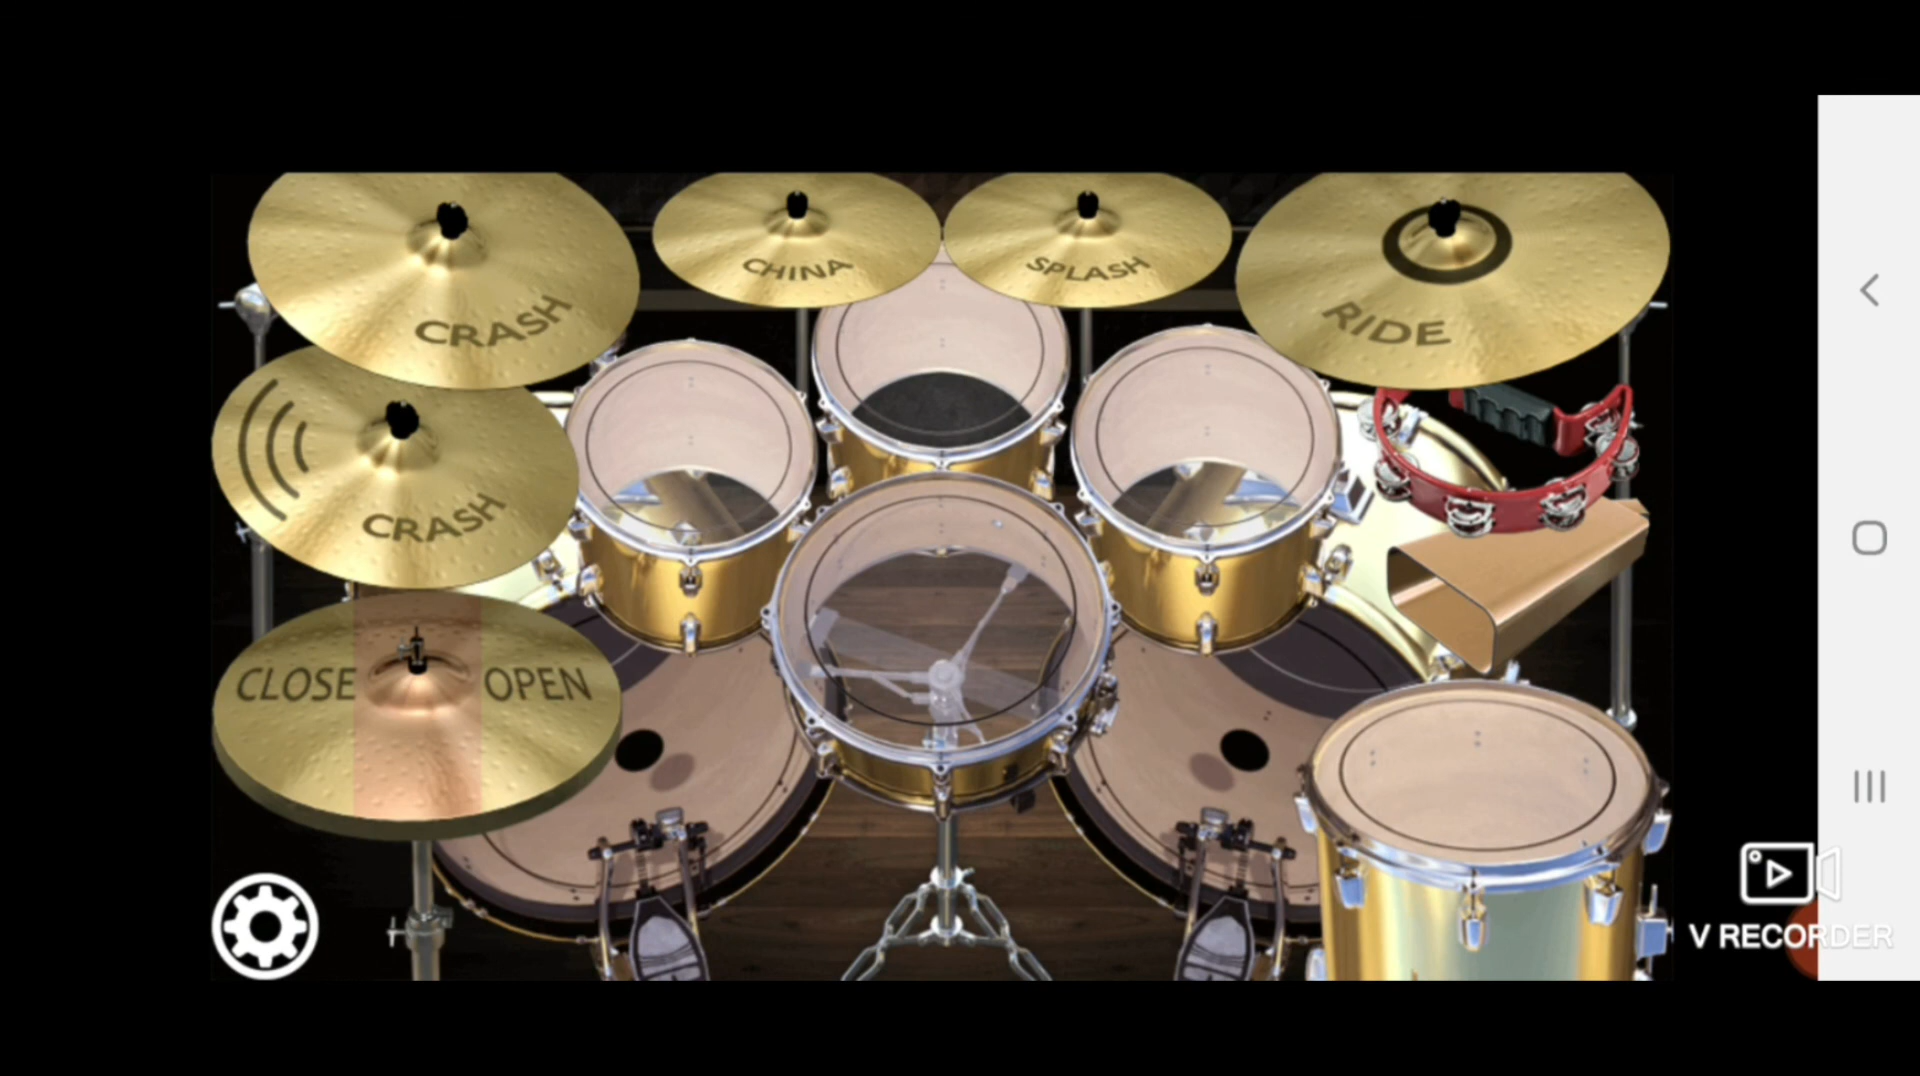 CHINA
SPLASH
CRASH
RIDE
CRASH
CLOSE OPEN
V RECORDER